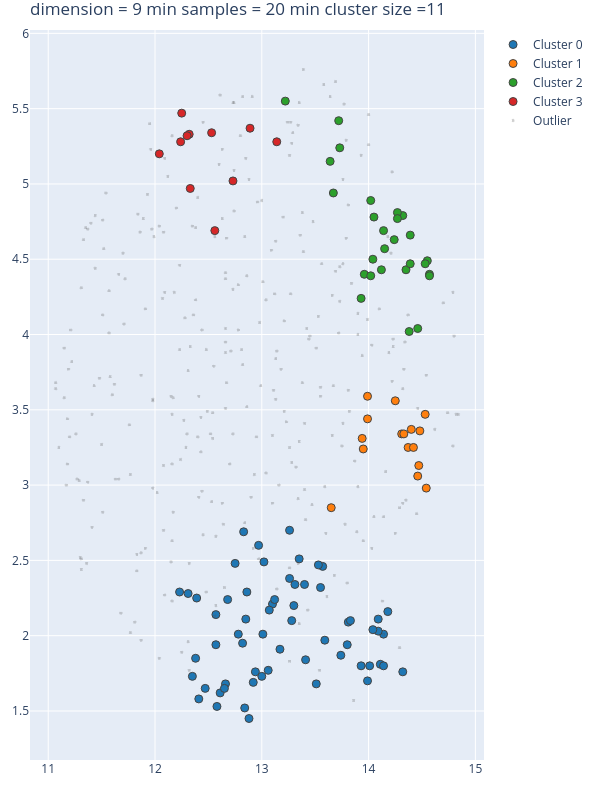 dimension = 9 min samples = 20 min cluster size =11
6
5.5
5
4.5
4
3.5
3
2.5
2
1.5
11
12
13
14
15
Cluster 0
Cluster 1
Cluster 2
Cluster 3
Outlier